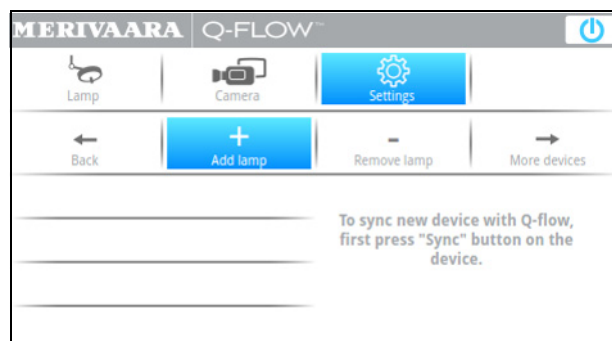 MERIVAARA Q-FLOW™
Lamp Camera Settings
Back Add lamp Remove lamp More devices
To sync new device with Q-flow,
first press "Sync" button on the
device.